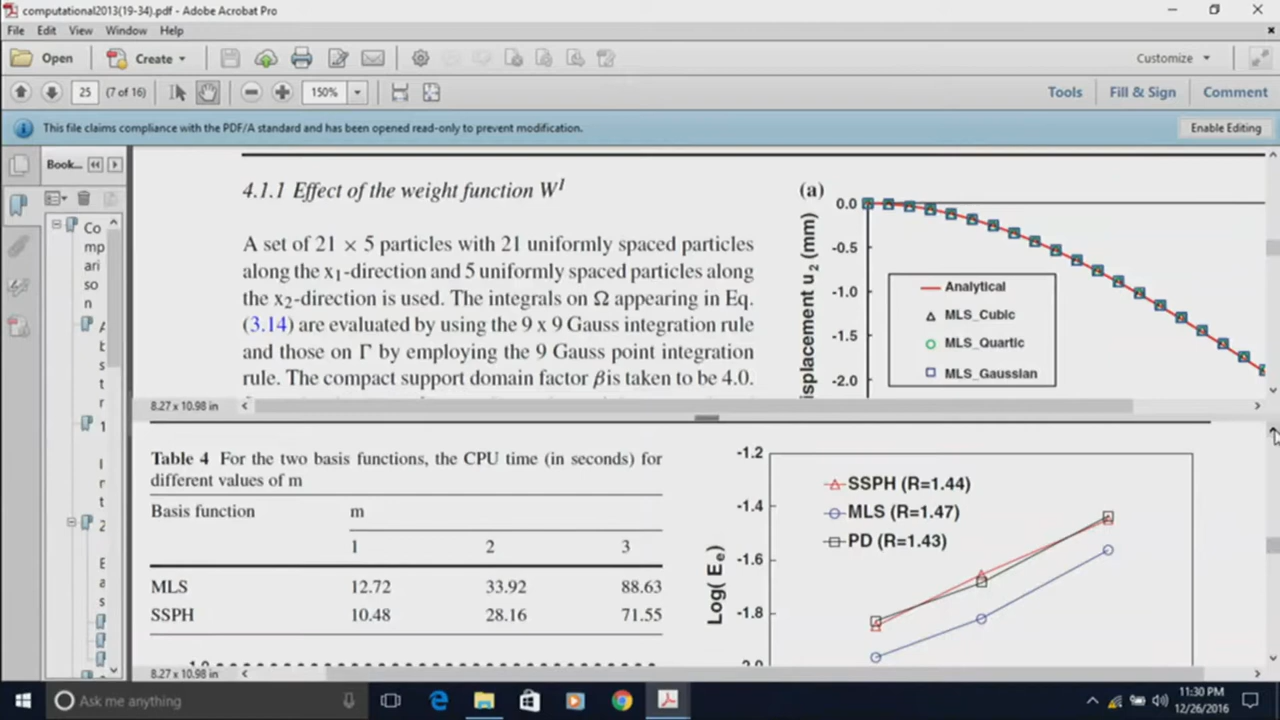 computational2013(19-34).pdf - Adobe Acrobat Pro
File Edit View Window Help
Open Create Customize
25 (7 of 16) 150% Tools Fill & Sign Comment
This file claims compliance with the PDF/A standard and has been opened read-only to prevent modification. Enable Editing
Book...
Co
mp
ari
so
n
A
b
s
t
r
1
I
n
t
2
E
a
s
4.1.1 Effect of the weight function W^I
A set of 21 × 5 particles with 21 uniformly spaced particles
along the x₁-direction and 5 uniformly spaced particles along
the x₂-direction is used. The integrals on Ω appearing in Eq.
(3.14) are evaluated by using the 9 x 9 Gauss integration rule
and those on Γ by employing the 9 Gauss point integration
rule. The compact support domain factor β is taken to be 4.0.
(a)
0.0
-0.5
-1.0
-1.5
-2.0
isplacement u₂ (mm)
Analytical
MLS_Cubic
MLS_Quartic
MLS_Gaussian
8.27 x 10.98 in
Table 4 For the two basis functions, the CPU time (in seconds) for
different values of m
Basis function m
1 2 3
MLS 12.72 33.92 88.63
SSPH 10.48 28.16 71.55
-1.2
-1.4
-1.6
-1.8
Log( Eₑ)
SSPH (R=1.44)
MLS (R=1.47)
PD (R=1.43)
8.27 x 10.98 in
Ask me anything
11:30 PM
12/26/2016